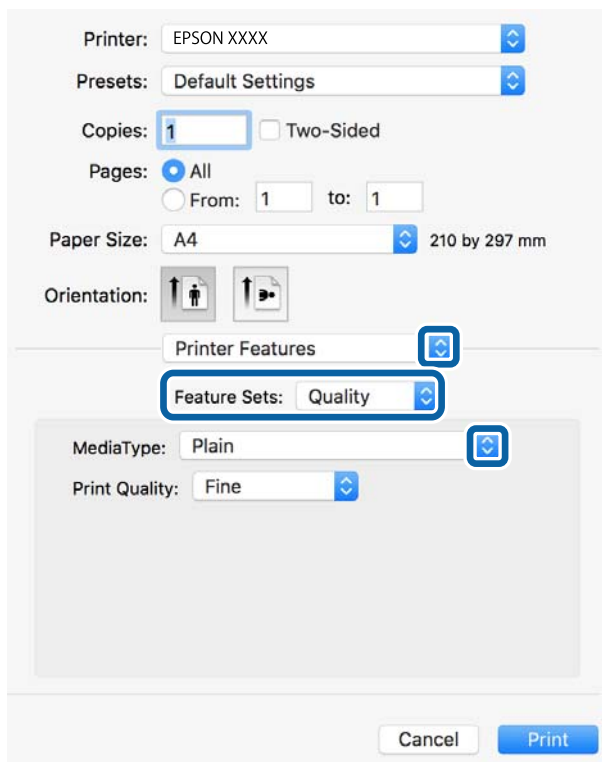 Printer: EPSON XXXX
Presets: Default Settings
Copies: 1 Two-Sided
Pages: All
From: 1 to: 1
Paper Size: A4 210 by 297 mm
Orientation:
Printer Features
Feature Sets: Quality
MediaType: Plain
Print Quality: Fine
Cancel Print